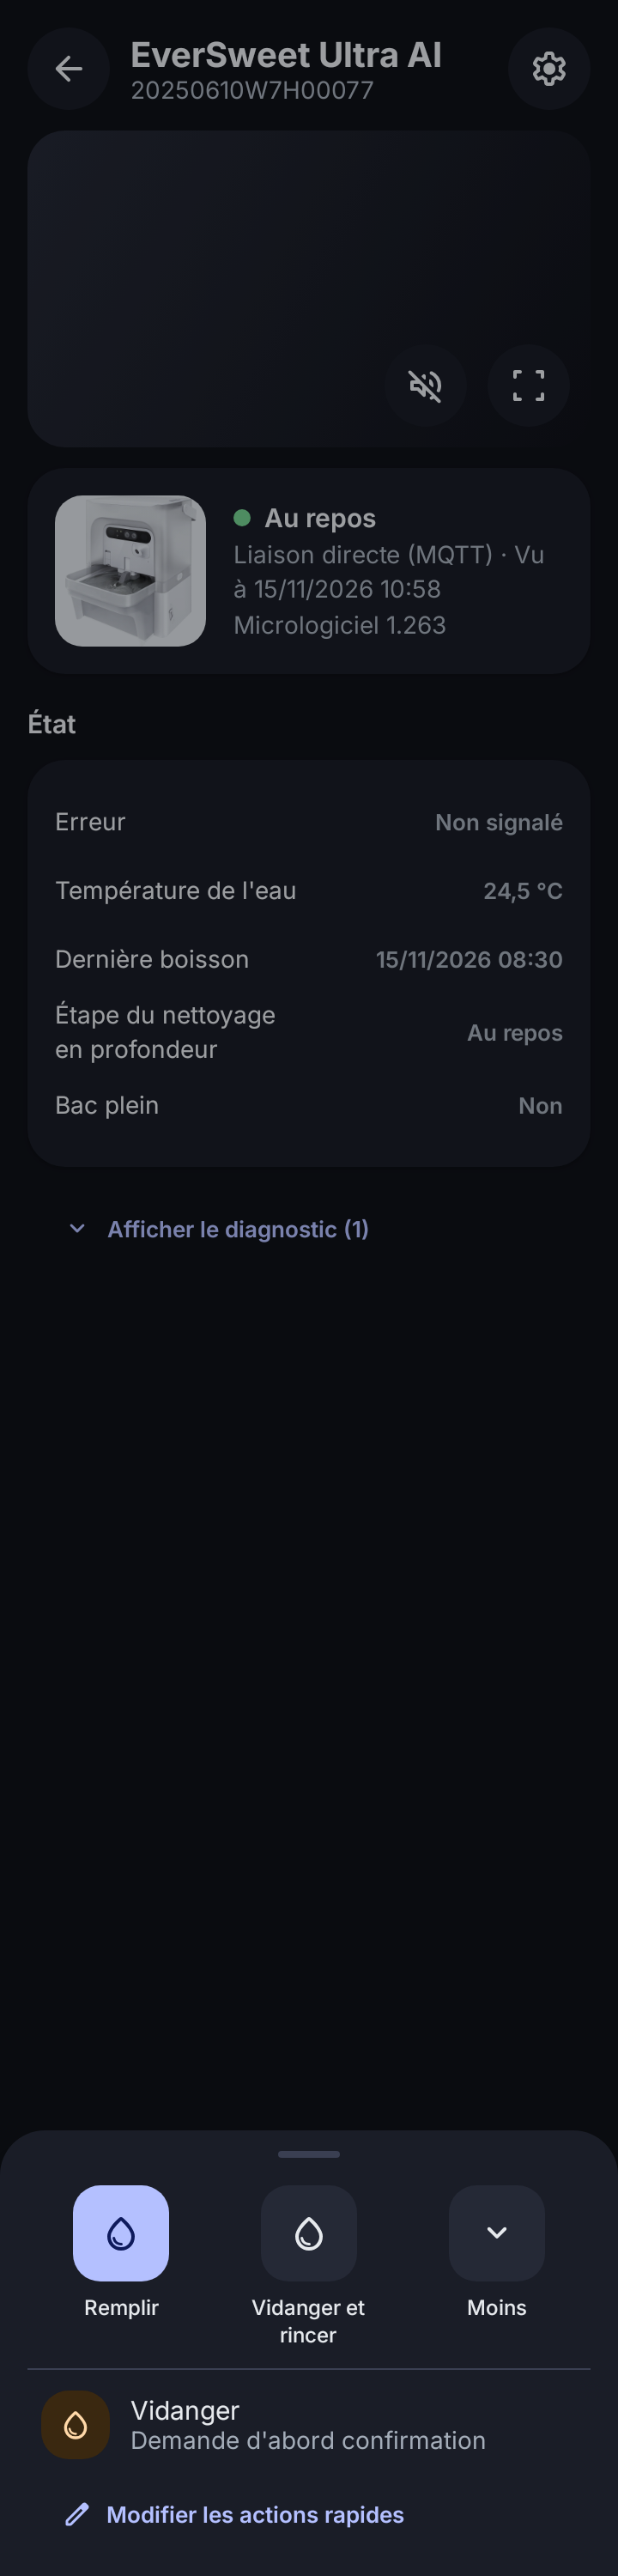 EverSweet Ultra AI
20250610W7H00077
Au repos
Liaison directe (MQTT) · Vu
à 15/11/2026 10:58
Micrologiciel 1.263
État
Erreur
Non signalé
Température de l'eau
24,5 °C
Dernière boisson
15/11/2026 08:30
Étape du nettoyage
en profondeur
Au repos
Bac plein
Non
Afficher le diagnostic (1)
Remplir
Vidanger et
rincer
Moins
Vidanger
Demande d'abord confirmation
Modifier les actions rapides